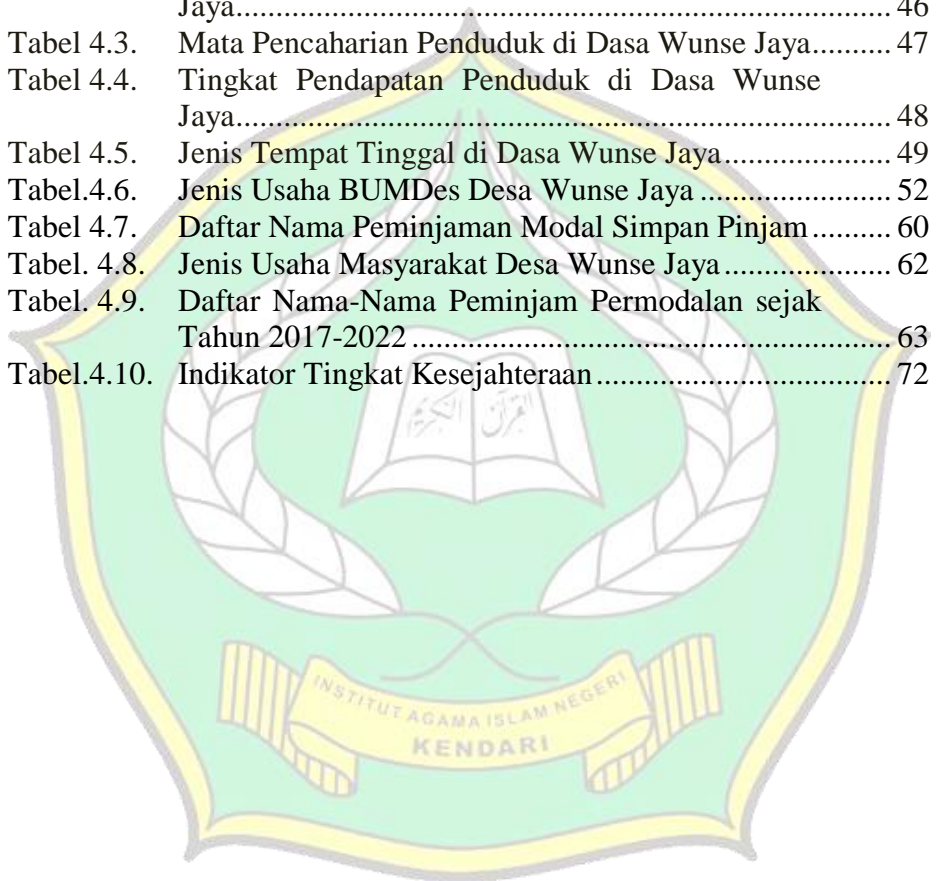 Jaya.......................................................................................... 46
Tabel 4.3. Mata Pencaharian Penduduk di Dasa Wunse Jaya.......... 47
Tabel 4.4. Tingkat Pendapatan Penduduk di Dasa Wunse
Jaya.......................................................................................... 48
Tabel 4.5. Jenis Tempat Tinggal di Dasa Wunse Jaya....................... 49
Tabel.4.6. Jenis Usaha BUMDes Desa Wunse Jaya .......................... 52
Tabel 4.7. Daftar Nama Peminjaman Modal Simpan Pinjam ........... 60
Tabel. 4.8. Jenis Usaha Masyarakat Desa Wunse Jaya ....................... 62
Tabel. 4.9. Daftar Nama-Nama Peminjam Permodalan sejak
Tahun 2017-2022 .................................................................. 63
Tabel.4.10. Indikator Tingkat Kesejahteraan ........................................ 72
القرآن الكريم
INSTITUT AGAMA ISLAM NEGERI
KENDARI